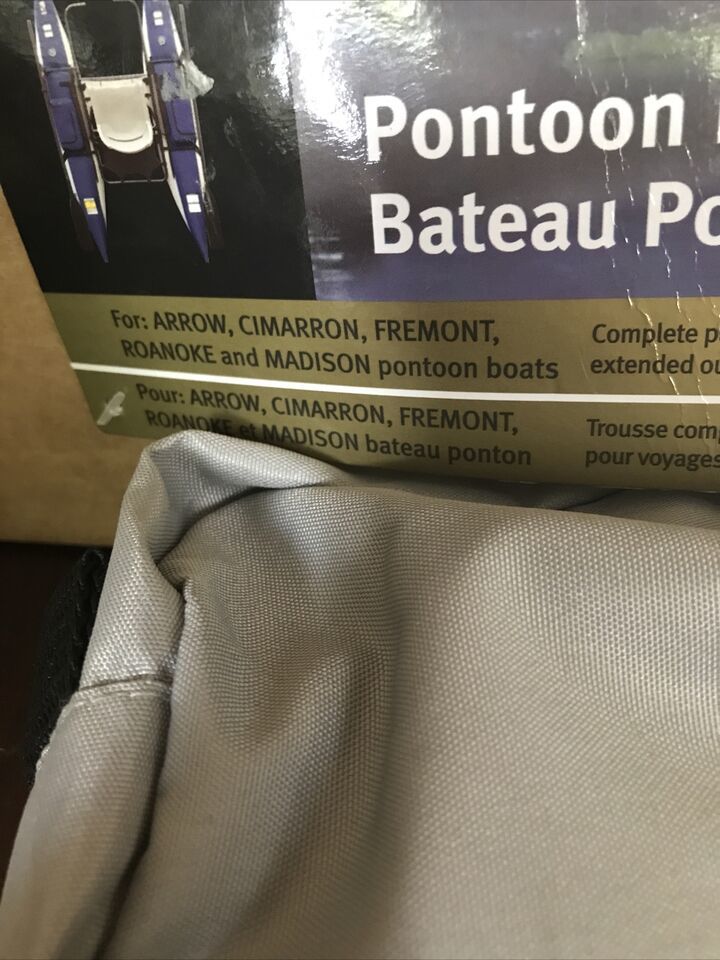 Pontoon
Bateau Po
For: ARROW, CIMARRON, FREMONT,
ROANOKE and MADISON pontoon boats
Complete p
extended ou
Pour: ARROW, CIMARRON, FREMONT,
ROANOKE et MADISON bateau ponton
Trousse com
pour voyages